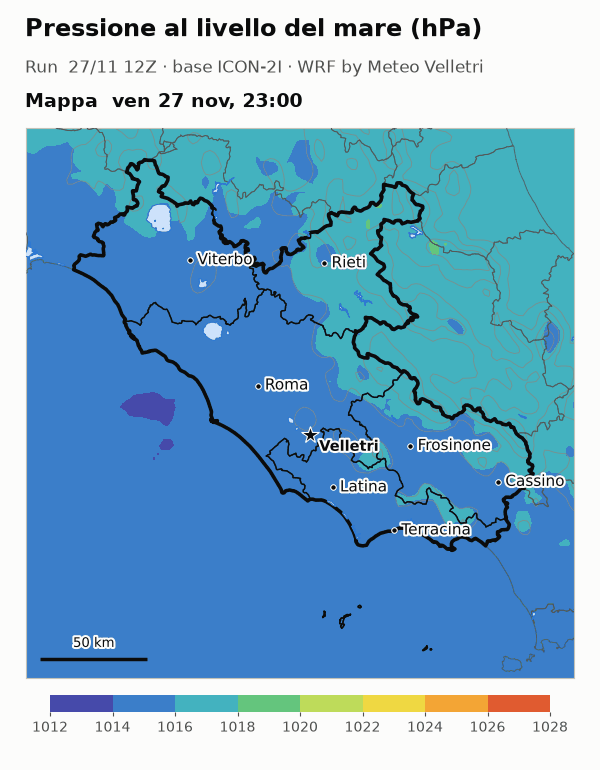 Pressione al livello del mare (hPa)
Run  27/11 12Z · base ICON-2I · WRF by Meteo Velletri
Mappa  ven 27 nov, 23:00
Viterbo
Rieti
Roma
Velletri
Frosinone
Cassino
Latina
Terracina
50 km
1012 1014 1016 1018 1020 1022 1024 1026 1028